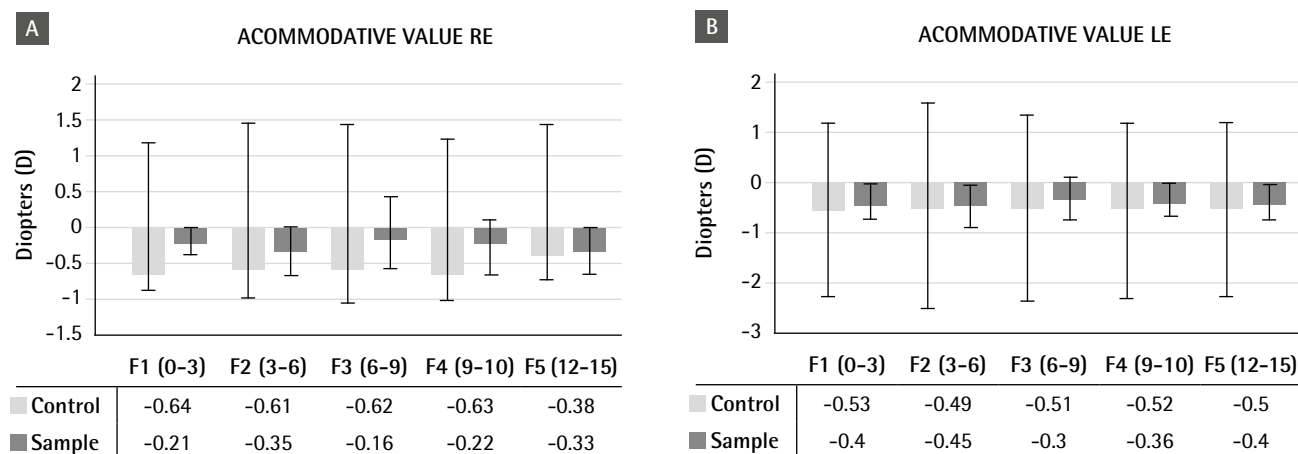 A
ACOMMODATIVE VALUE RE
Diopters (D)
2
1.5
1
0.5
0
-0.5
-1
-1.5
F1 (0-3) F2 (3-6) F3 (6-9) F4 (9-10) F5 (12-15)
Control -0.64 -0.61 -0.62 -0.63 -0.38
Sample -0.21 -0.35 -0.16 -0.22 -0.33
B
ACOMMODATIVE VALUE LE
Diopters (D)
2
1
0
-1
-2
-3
F1 (0-3) F2 (3-6) F3 (6-9) F4 (9-10) F5 (12-15)
Control -0.53 -0.49 -0.51 -0.52 -0.5
Sample -0.4 -0.45 -0.3 -0.36 -0.4